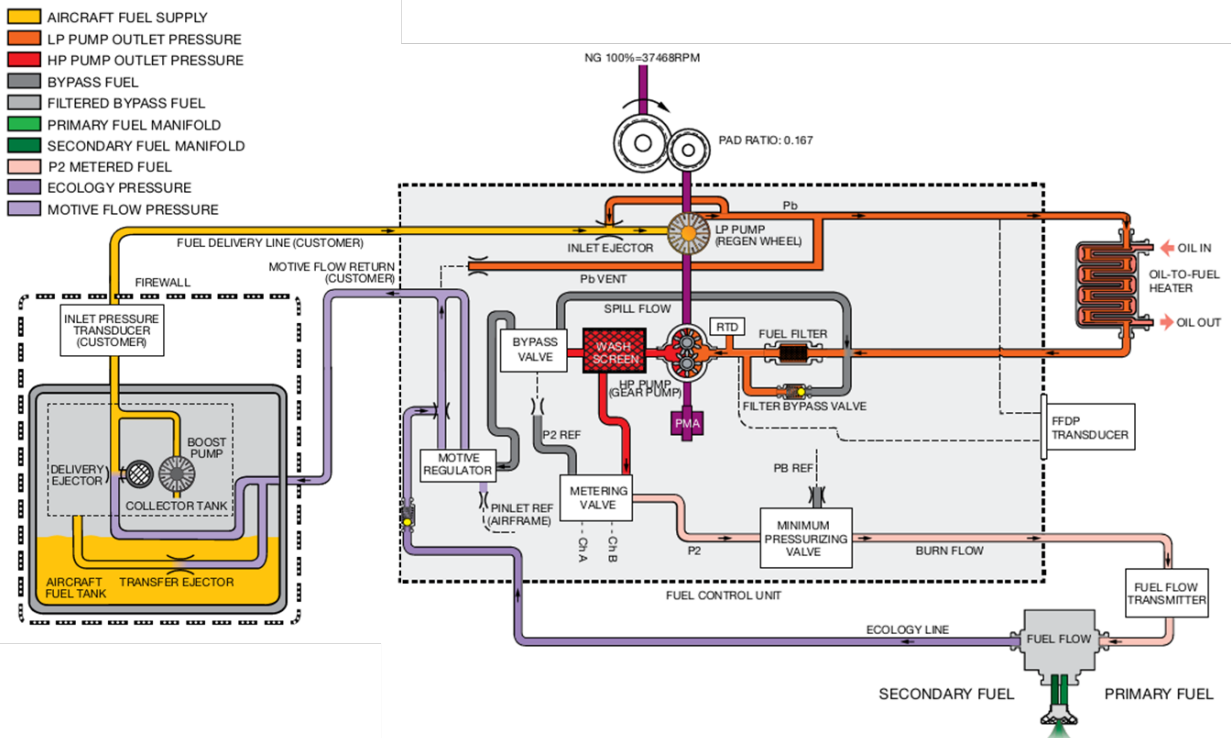 AIRCRAFT FUEL SUPPLY
LP PUMP OUTLET PRESSURE
HP PUMP OUTLET PRESSURE
BYPASS FUEL
FILTERED BYPASS FUEL
PRIMARY FUEL MANIFOLD
SECONDARY FUEL MANIFOLD
P2 METERED FUEL
ECOLOGY PRESSURE
MOTIVE FLOW PRESSURE
NG 100%=37468RPM
PAD RATIO: 0.167
Pb
FUEL DELIVERY LINE (CUSTOMER)
INLET EJECTOR
LP PUMP
(REGEN WHEEL)
OIL IN
OIL-TO-FUEL
HEATER
OIL OUT
MOTIVE FLOW RETURN
(CUSTOMER)
Pb VENT
FIREWALL
INLET PRESSURE
TRANSDUCER
(CUSTOMER)
SPILL FLOW
BYPASS
VALVE
WASH
SCREEN
RTD
FUEL FILTER
HP PUMP
(GEAR PUMP)
FILTER BYPASS VALVE
PMA
FFDP
TRANSDUCER
P2 REF
BOOST
PUMP
DELIVERY
EJECTOR
COLLECTOR TANK
MOTIVE
REGULATOR
PINLET REF
(AIRFRAME)
METERING
VALVE
PB REF
Ch A
Ch B
P2
MINIMUM
PRESSURIZING
VALVE
BURN FLOW
AIRCRAFT
FUEL TANK
TRANSFER EJECTOR
FUEL CONTROL UNIT
FUEL FLOW
TRANSMITTER
ECOLOGY LINE
FUEL FLOW
SECONDARY FUEL
PRIMARY FUEL